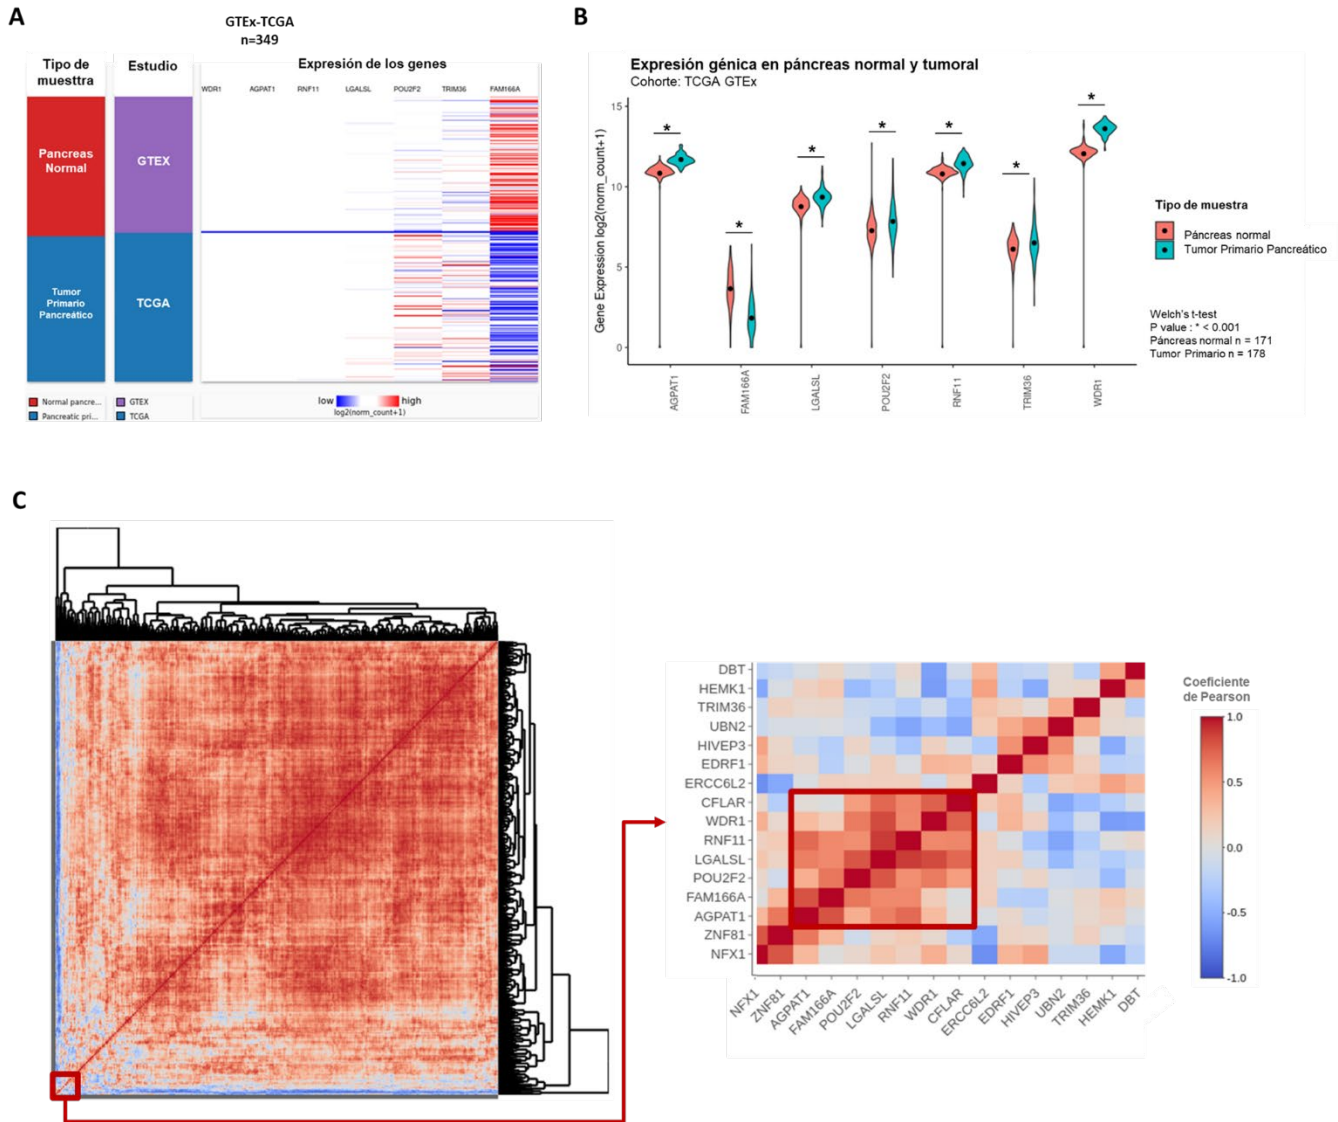 A
GTEx-TCGA
n=349
Tipo de
muesttra
Estudio
Expresión de los genes
WDR1 AGPAT1 RNF11 LGALSL POU2F2 TRIM36 FAM166A
Pancreas
Normal
GTEX
Tumor
Primario
Pancreático
TCGA
Normal pancre...
Pancreatic pri...
GTEX
TCGA
low high
log2(norm_count+1)
B
Expresión génica en páncreas normal y tumoral
Cohorte: TCGA GTEx
Gene Expression log2(norm_count+1)
15
10
5
0
* * * * * * *
AGPAT1
FAM166A
LGALSL
POU2F2
RNF11
TRIM36
WDR1
Tipo de muestra
Páncreas normal
Tumor Primario Pancreático
Welch's t-test
P value : * < 0.001
Páncreas normal n = 171
Tumor Primario n = 178
C
DBT
HEMK1
TRIM36
UBN2
HIVEP3
EDRF1
ERCC6L2
CFLAR
WDR1
RNF11
LGALSL
POU2F2
FAM166A
AGPAT1
ZNF81
NFX1
NFX1
ZNF81
AGPAT1
FAM166A
POU2F2
LGALSL
RNF11
WDR1
CFLAR
ERCC6L2
EDRF1
HIVEP3
UBN2
TRIM36
HEMK1
DBT
Coeficiente
de Pearson
1.0
0.5
0.0
-0.5
-1.0